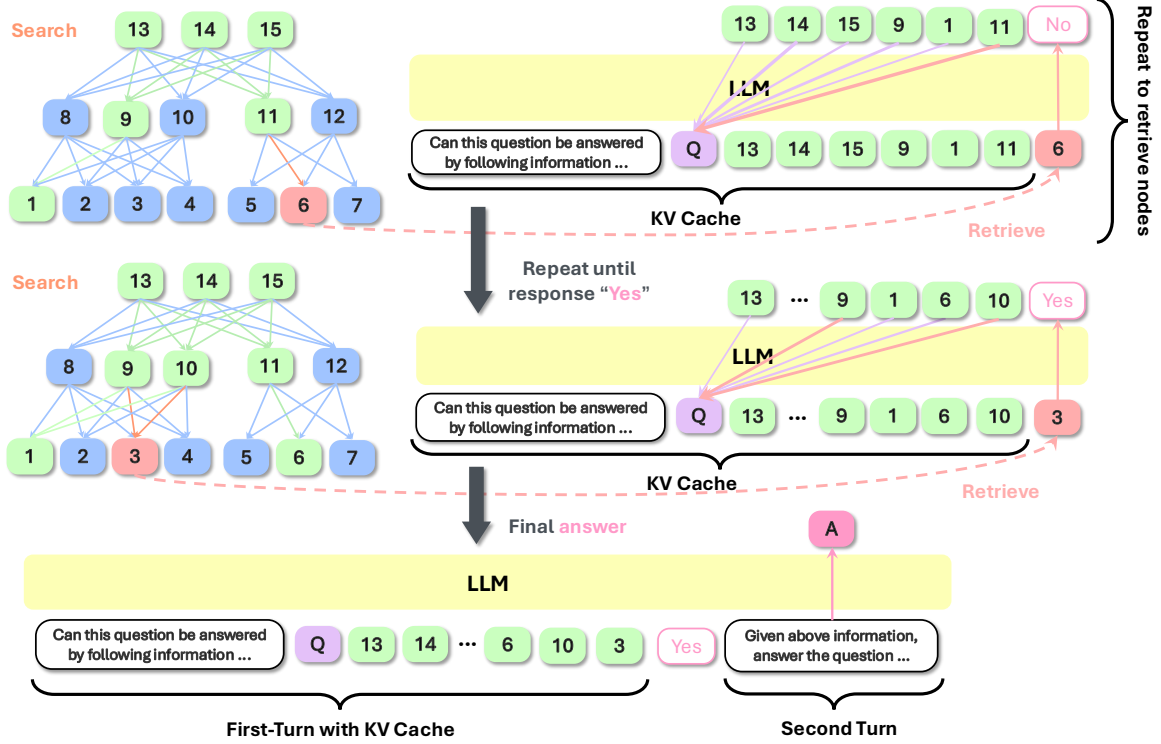 Search
13 14 15
8 9 10 11 12
1 2 3 4 5 6 7
13 14 15 9 1 11 No
LLM
Can this question be answered
by following information ...
Q 13 14 15 9 1 11 6
KV Cache
Retrieve
Repeat to retrieve nodes
Repeat until
response “Yes”
Search
13 14 15
8 9 10 11 12
1 2 3 4 5 6 7
13 ... 9 1 6 10 Yes
LLM
Can this question be answered
by following information ...
Q 13 ... 9 1 6 10 3
KV Cache
Retrieve
Final answer
A
LLM
Can this question be answered
by following information ...
Q 13 14 ... 6 10 3 Yes
Given above information,
answer the question ...
First-Turn with KV Cache
Second Turn